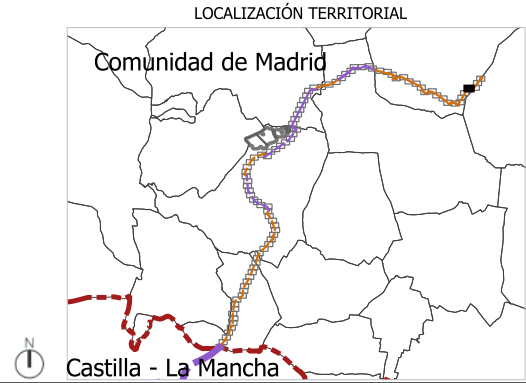 LOCALIZACIÓN TERRITORIAL
Comunidad de Madrid
N
Castilla - La Mancha